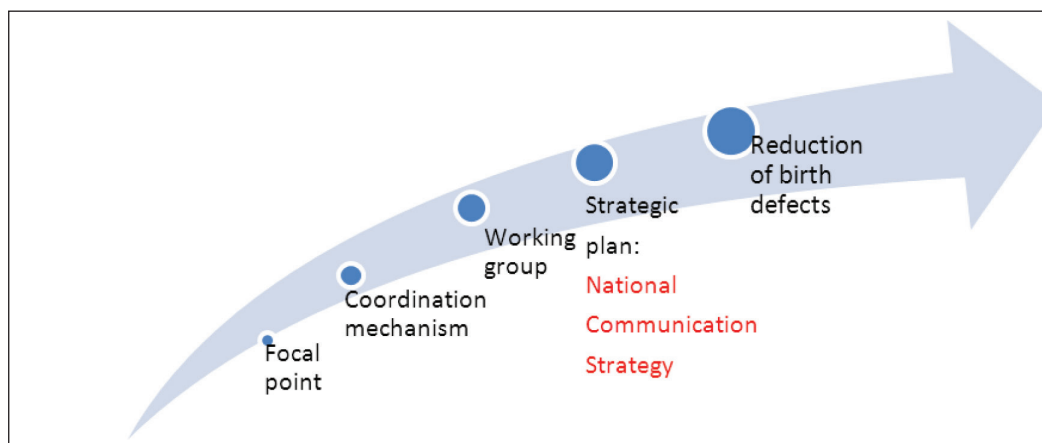 Focal
point
Coordination
mechanism
Working
group
Strategic
plan:
National
Communication
Strategy
Reduction
of birth
defects